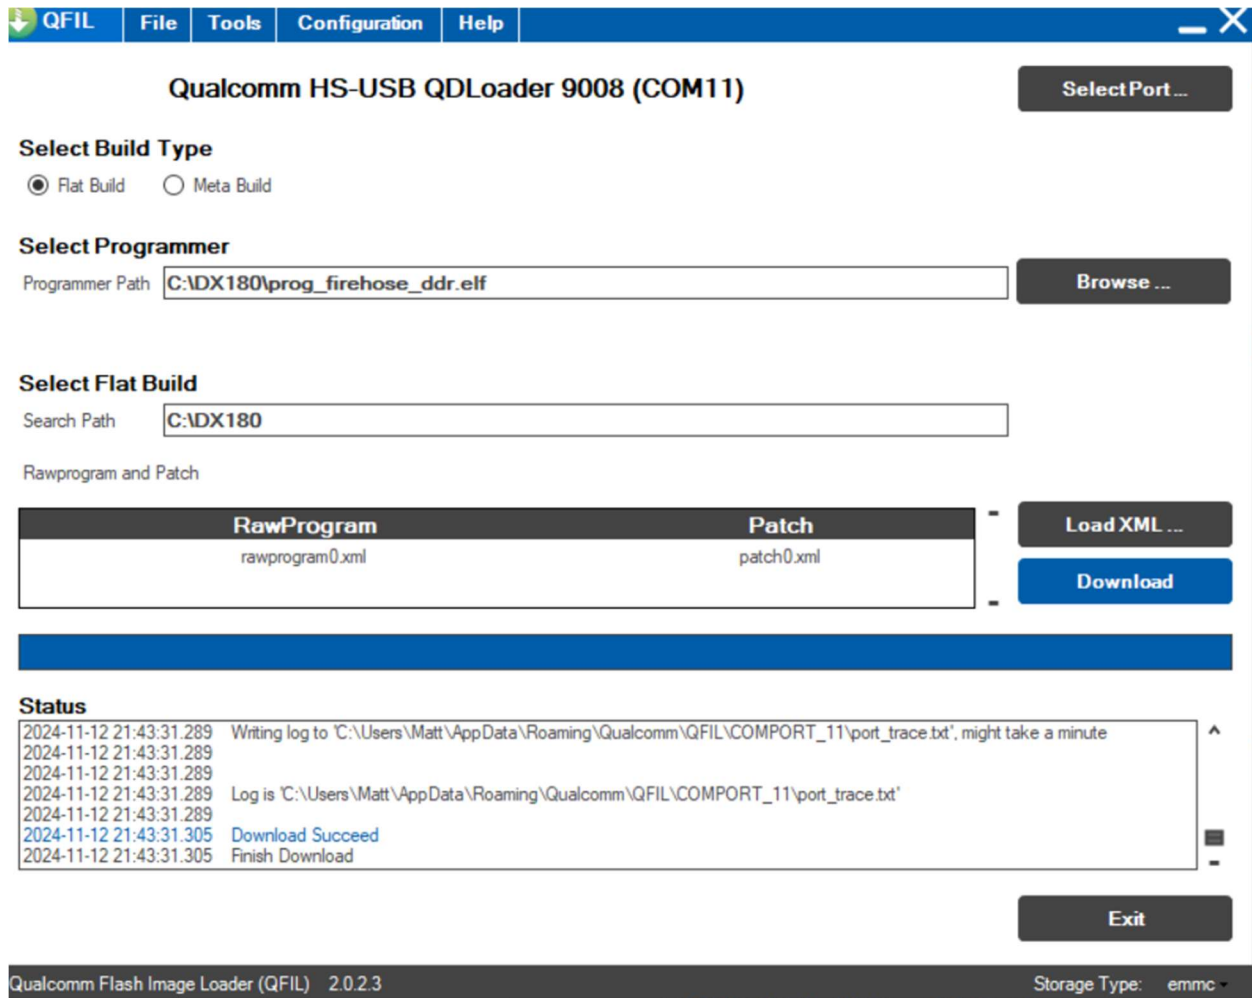 QFIL File Tools Configuration Help
Qualcomm HS-USB QDLoader 9008 (COM11) Select Port ...
Select Build Type
Flat Build Meta Build
Select Programmer
Programmer Path C:\DX180\prog_firehose_ddr.elf Browse ...
Select Flat Build
Search Path C:\DX180
Rawprogram and Patch
RawProgram Patch Load XML ...
rawprogram0.xml patch0.xml
Download
Status
2024-11-12 21:43:31.289 Writing log to 'C:\Users\Matt\AppData\Roaming\Qualcomm\QFIL\COMPORT_11\port_trace.txt', might take a minute
2024-11-12 21:43:31.289
2024-11-12 21:43:31.289
2024-11-12 21:43:31.289 Log is 'C:\Users\Matt\AppData\Roaming\Qualcomm\QFIL\COMPORT_11\port_trace.txt'
2024-11-12 21:43:31.289
2024-11-12 21:43:31.305 Download Succeed
2024-11-12 21:43:31.305 Finish Download
Exit
Qualcomm Flash Image Loader (QFIL) 2.0.2.3 Storage Type: emmc